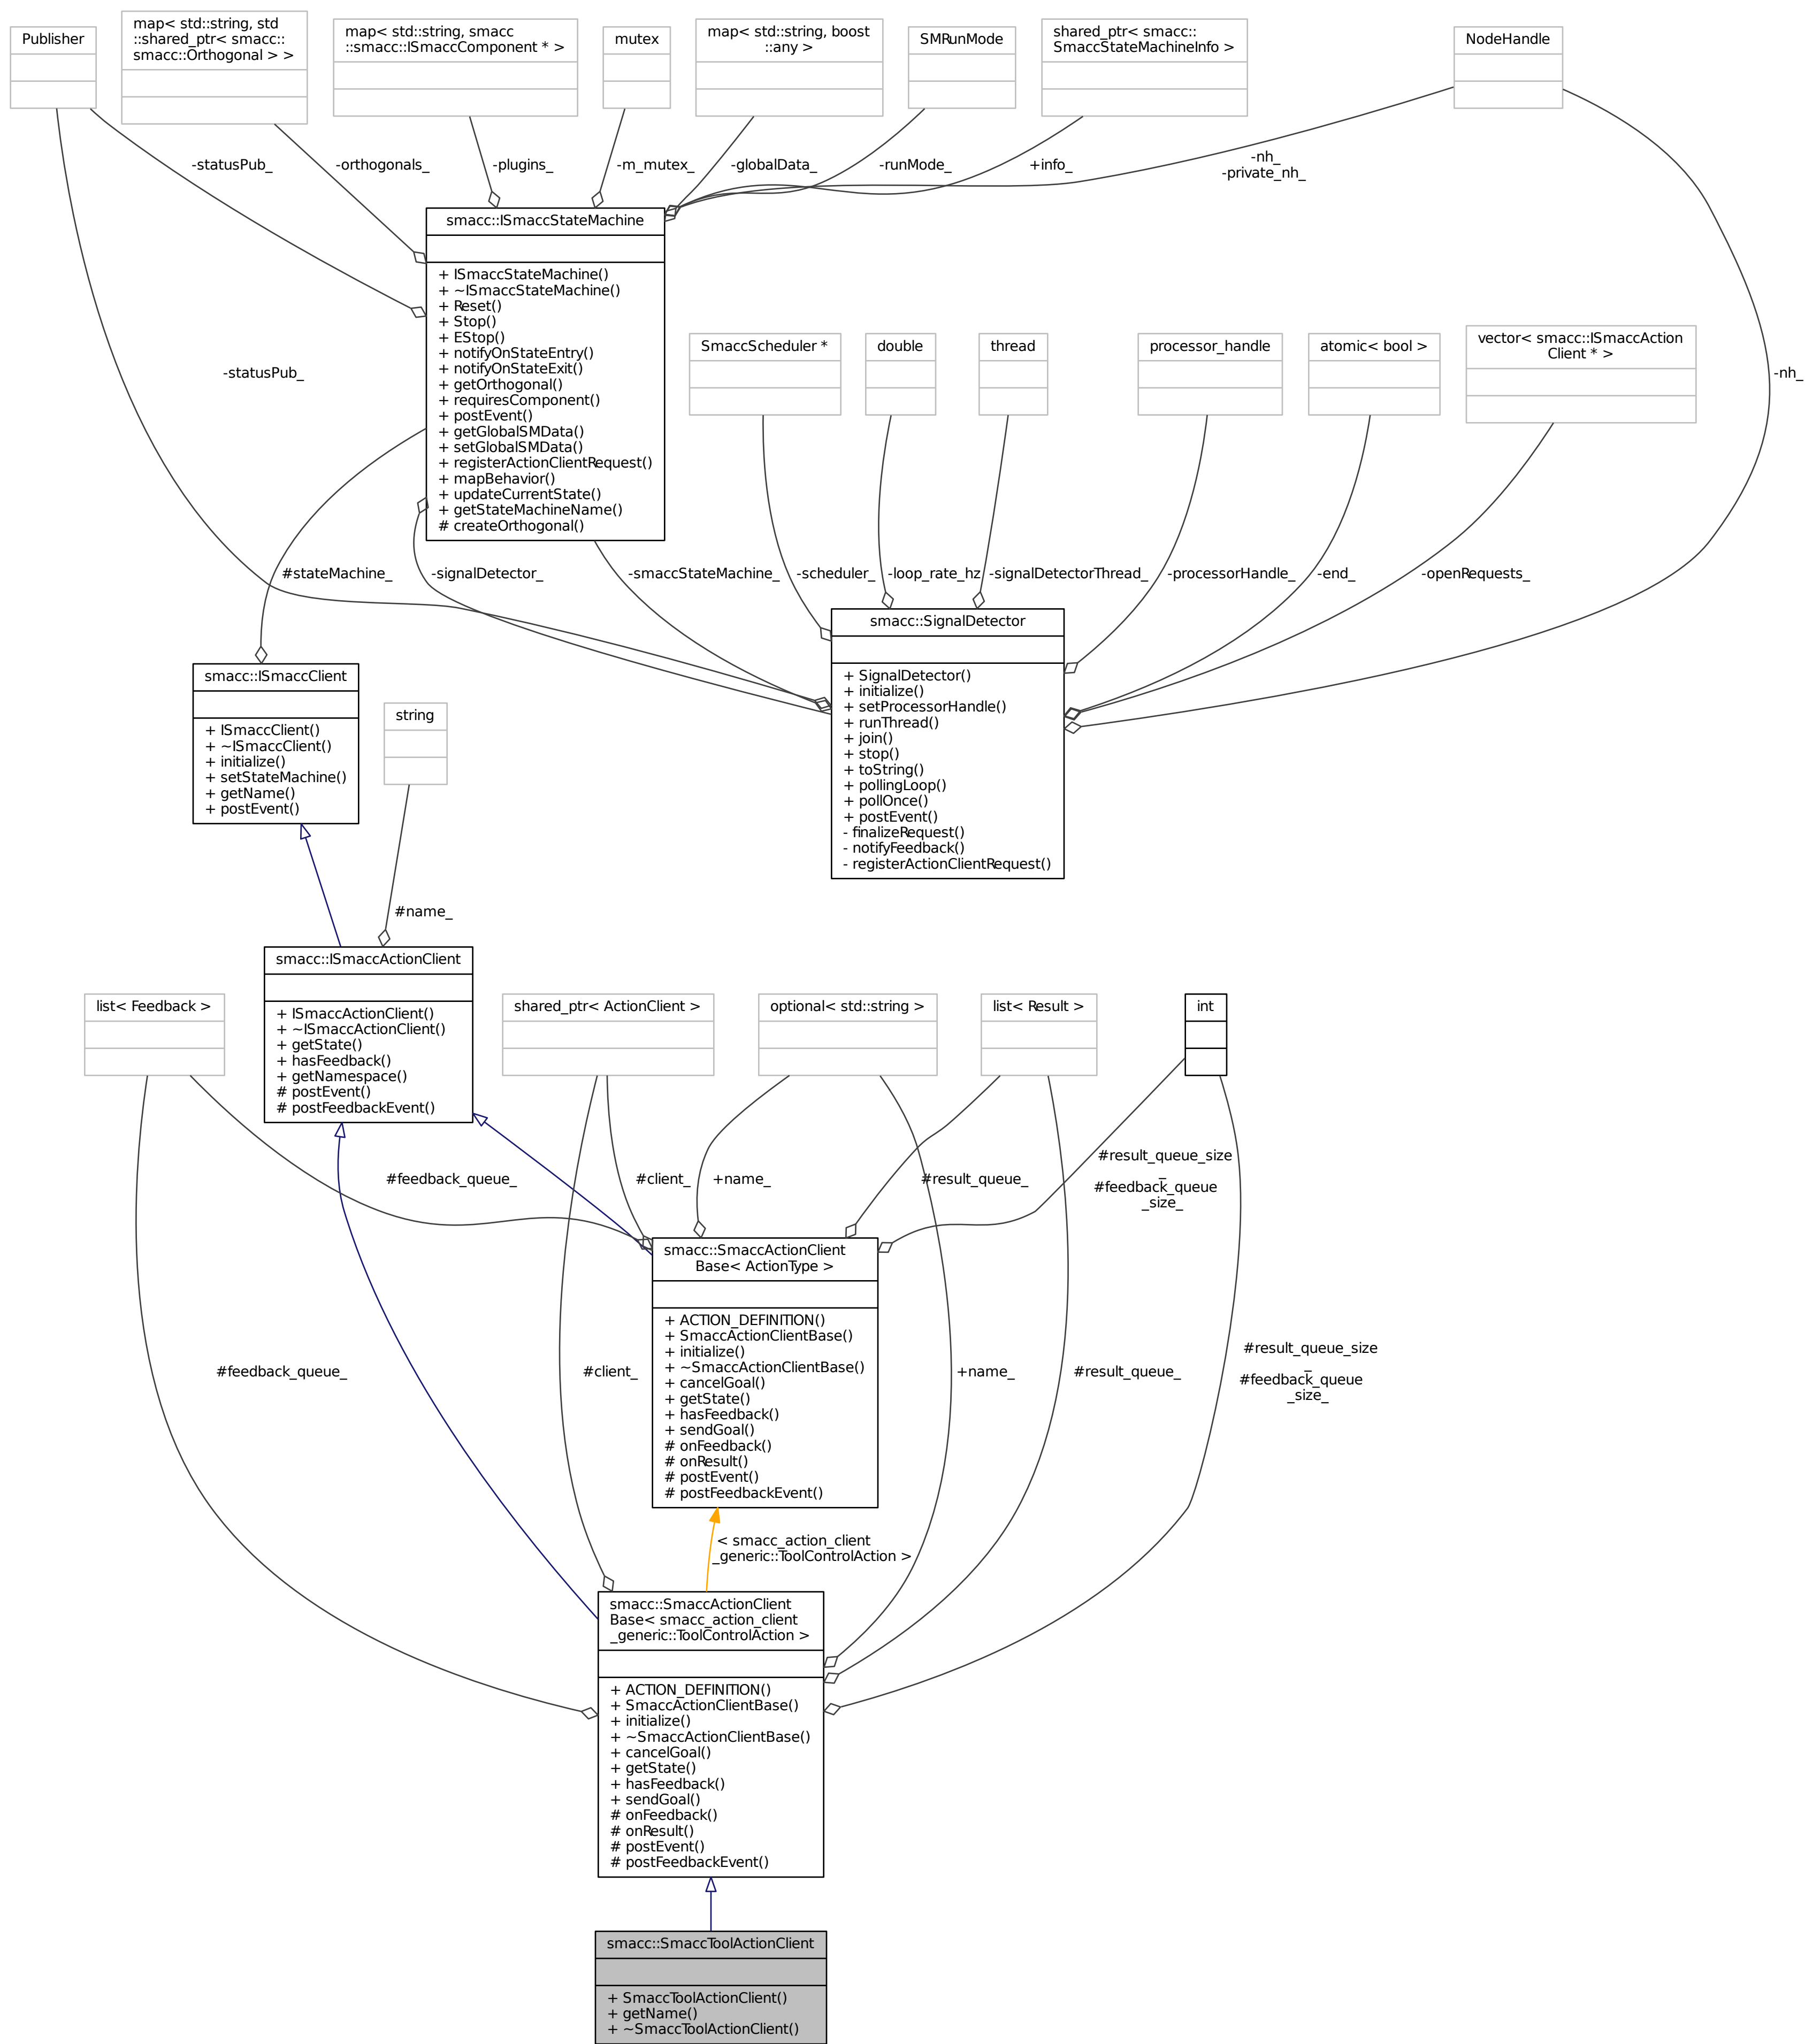 Publisher
map< std::string, std
::shared_ptr< smacc::
smacc::Orthogonal > >
map< std::string, smacc
::smacc::ISmaccComponent * >
mutex
map< std::string, boost
::any >
SMRunMode
shared_ptr< smacc::
SmaccStateMachineInfo >
NodeHandle
-statusPub_
-orthogonals_
-plugins_
-m_mutex_
-globalData_
-runMode_
+info_
-nh_
-private_nh_
smacc::ISmaccStateMachine
+ ISmaccStateMachine()
+ ~ISmaccStateMachine()
+ Reset()
+ Stop()
+ EStop()
+ notifyOnStateEntry()
+ notifyOnStateExit()
+ getOrthogonal()
+ requiresComponent()
+ postEvent()
+ getGlobalSMData()
+ setGlobalSMData()
+ registerActionClientRequest()
+ mapBehavior()
+ updateCurrentState()
+ getStateMachineName()
# createOrthogonal()
SmaccScheduler *
double
thread
processor_handle
atomic< bool >
vector< smacc::ISmaccAction
Client * >
-statusPub_
-nh_
#stateMachine_
-signalDetector_
-smaccStateMachine_
-scheduler_
-loop_rate_hz
-signalDetectorThread_
-processorHandle_
-end_
-openRequests_
smacc::SignalDetector
+ SignalDetector()
+ initialize()
+ setProcessorHandle()
+ runThread()
+ join()
+ stop()
+ toString()
+ pollingLoop()
+ pollOnce()
+ postEvent()
- finalizeRequest()
- notifyFeedback()
- registerActionClientRequest()
smacc::ISmaccClient
+ ISmaccClient()
+ ~ISmaccClient()
+ initialize()
+ setStateMachine()
+ getName()
+ postEvent()
string
#name_
smacc::ISmaccActionClient
+ ISmaccActionClient()
+ ~ISmaccActionClient()
+ getState()
+ hasFeedback()
+ getNamespace()
# postEvent()
# postFeedbackEvent()
list< Feedback >
shared_ptr< ActionClient >
optional< std::string >
list< Result >
int
#feedback_queue_
#client_
+name_
#result_queue_
#result_queue_size
_
#feedback_queue
_size_
smacc::SmaccActionClient
Base< ActionType >
+ ACTION_DEFINITION()
+ SmaccActionClientBase()
+ initialize()
+ ~SmaccActionClientBase()
+ cancelGoal()
+ getState()
+ hasFeedback()
+ sendGoal()
# onFeedback()
# onResult()
# postEvent()
# postFeedbackEvent()
#feedback_queue_
#client_
+name_
#result_queue_
#result_queue_size
_
#feedback_queue
_size_
< smacc_action_client
_generic::ToolControlAction >
smacc::SmaccActionClient
Base< smacc_action_client
_generic::ToolControlAction >
+ ACTION_DEFINITION()
+ SmaccActionClientBase()
+ initialize()
+ ~SmaccActionClientBase()
+ cancelGoal()
+ getState()
+ hasFeedback()
+ sendGoal()
# onFeedback()
# onResult()
# postEvent()
# postFeedbackEvent()
smacc::SmaccToolActionClient
+ SmaccToolActionClient()
+ getName()
+ ~SmaccToolActionClient()